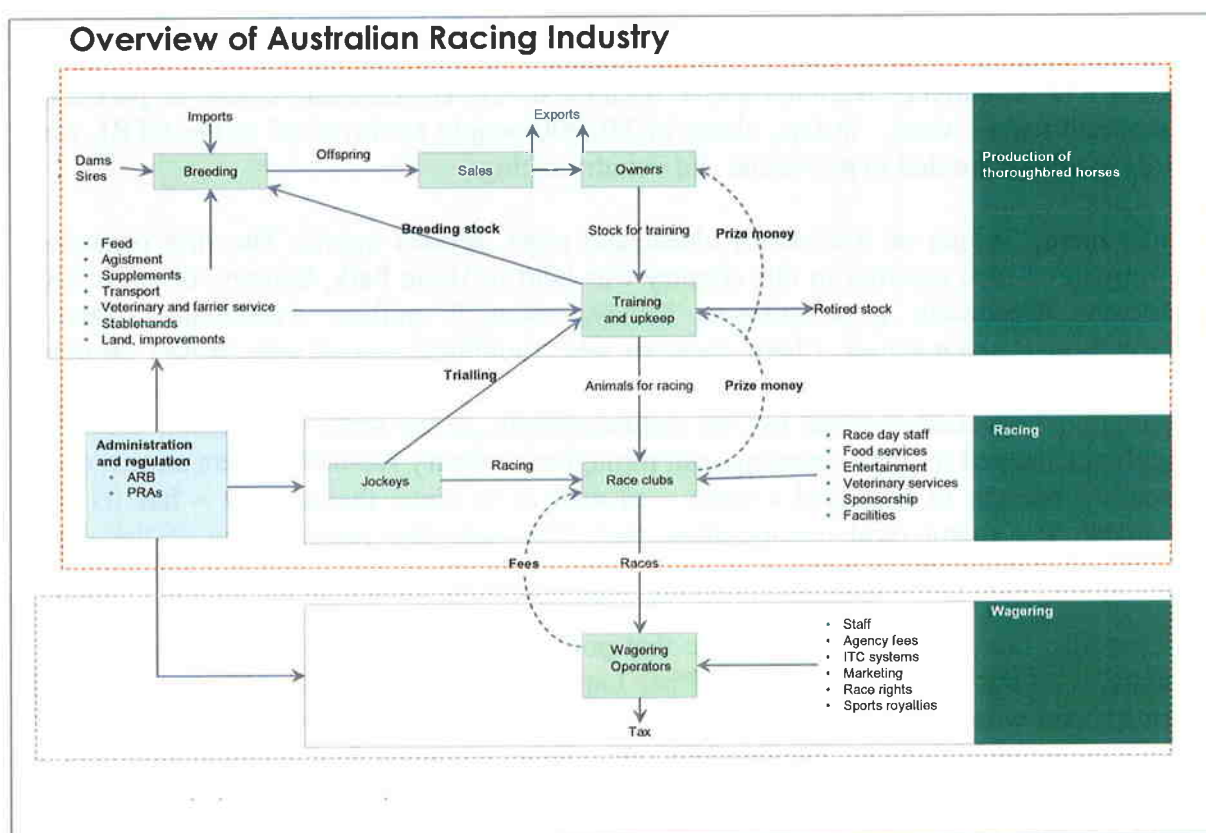 Overview of Australian Racing Industry
Imports
Exports
Dams
Sires
Breeding
Offspring
Sales
Owners
Production of
thoroughbred horses
Breeding stock
Stock for training
Prize money
• Feed
• Agistment
• Supplements
• Transport
• Veterinary and farrier service
• Stablehands
• Land, improvements
Training
and upkeep
Retired stock
Trialling
Animals for racing
Prize money
Administration
and regulation
• ARB
• PRAs
Jockeys
Racing
Race clubs
• Race day staff
• Food services
• Entertainment
• Veterinary services
• Sponsorship
• Facilities
Racing
Fees
Races
Wagering
Operators
• Staff
• Agency fees
• ITC systems
• Marketing
• Race rights
• Sports royalties
Wagering
Tax